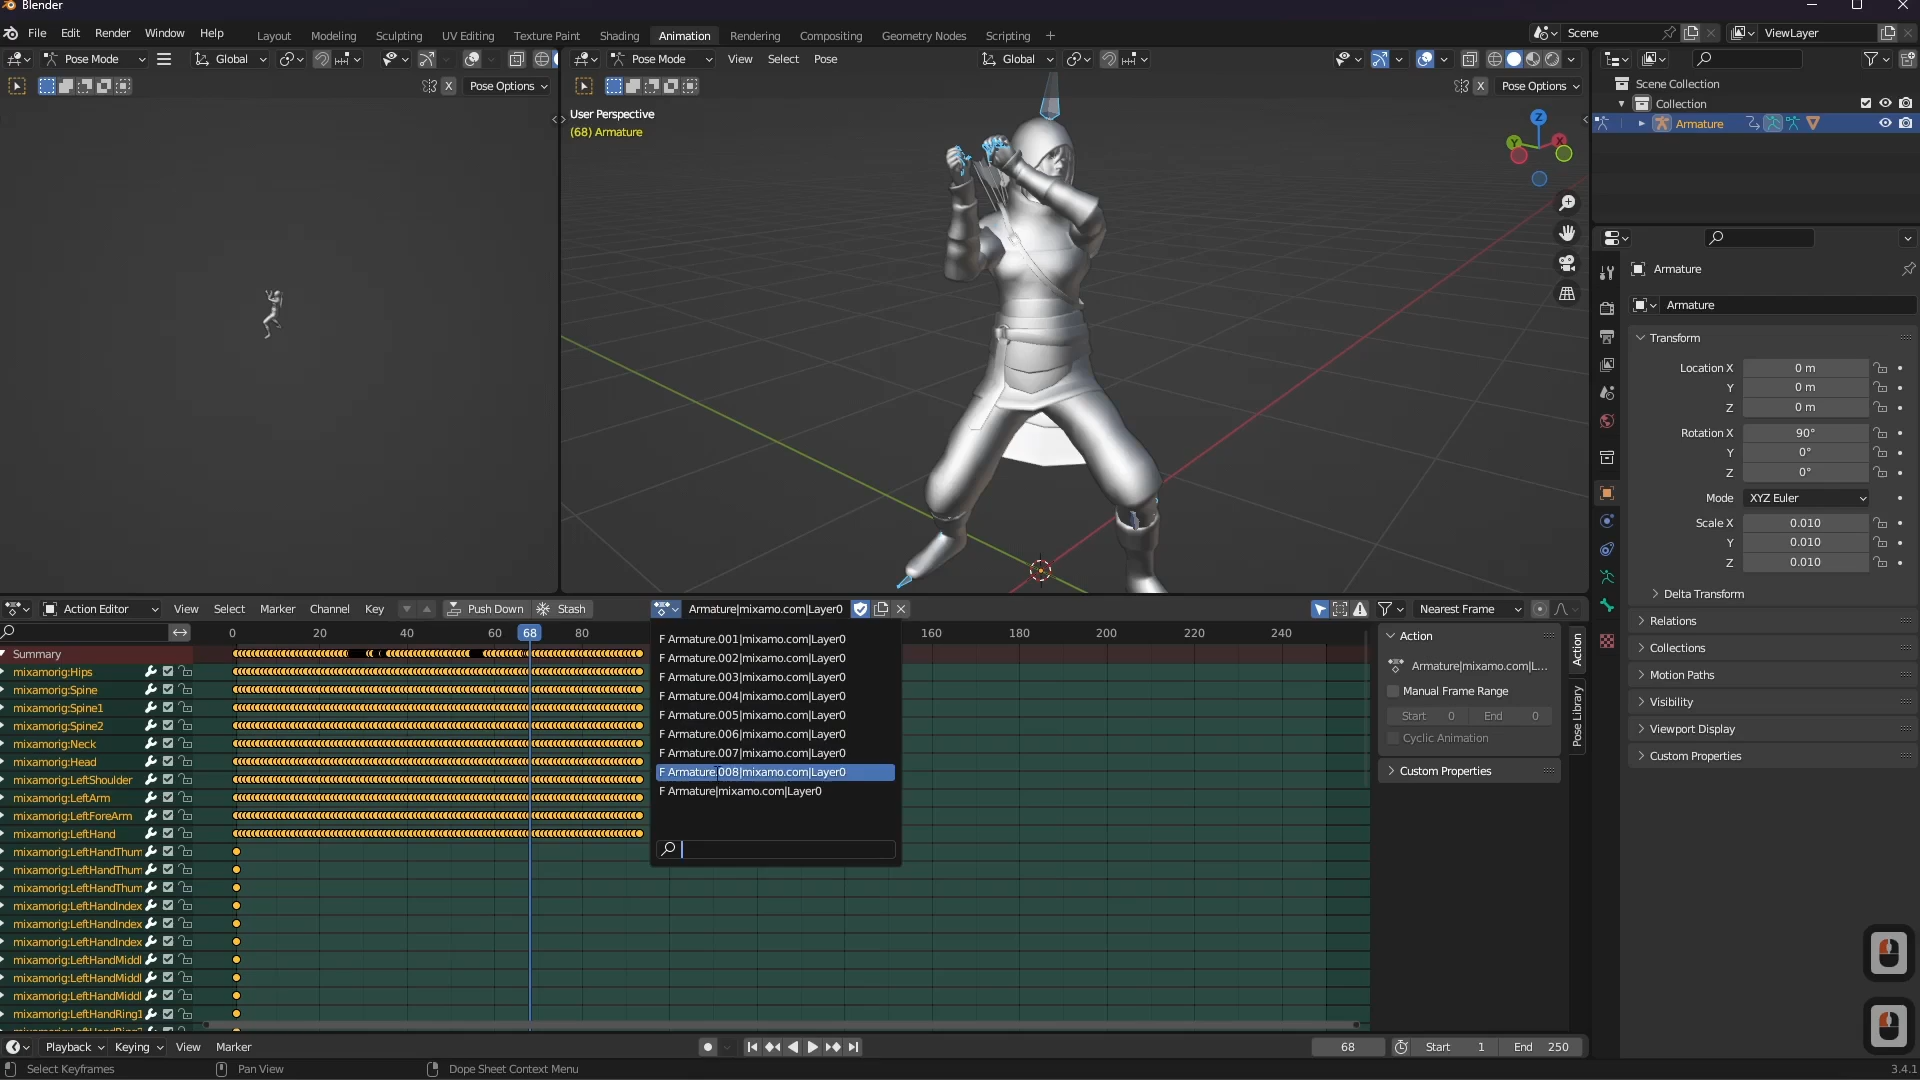 Blender
File Edit Render Window Help
Layout Modeling Sculpting UV Editing Texture Paint Shading Animation Rendering Compositing Geometry Nodes Scripting +
Scene
ViewLayer
Pose Mode
Global
X
Pose Options
Pose Mode
View Select Pose
Global
X
Pose Options
User Perspective
(68) Armature
Z
Y
X
Scene Collection
Collection
Armature
Armature
Armature
Transform
Location X 0 m
Y 0 m
Z 0 m
Rotation X 90°
Y 0°
Z 0°
Mode XYZ Euler
Scale X 0.010
Y 0.010
Z 0.010
Delta Transform
Relations
Collections
Motion Paths
Visibility
Viewport Display
Custom Properties
Action Editor View Select Marker Channel Key Push Down Stash
Armature|mixamo.com|Layer0
Nearest Frame
0 20 40 60 68 80 160 180 200 220 240
Summary
mixamorig:Hips
mixamorig:Spine
mixamorig:Spine1
mixamorig:Spine2
mixamorig:Neck
mixamorig:Head
mixamorig:LeftShoulder
mixamorig:LeftArm
mixamorig:LeftForeArm
mixamorig:LeftHand
mixamorig:LeftHandThum
mixamorig:LeftHandThum
mixamorig:LeftHandThum
mixamorig:LeftHandIndex
mixamorig:LeftHandIndex
mixamorig:LeftHandIndex
mixamorig:LeftHandMiddl
mixamorig:LeftHandMiddl
mixamorig:LeftHandMiddl
mixamorig:LeftHandRing1
F Armature.001|mixamo.com|Layer0
F Armature.002|mixamo.com|Layer0
F Armature.003|mixamo.com|Layer0
F Armature.004|mixamo.com|Layer0
F Armature.005|mixamo.com|Layer0
F Armature.006|mixamo.com|Layer0
F Armature.007|mixamo.com|Layer0
F Armature.008|mixamo.com|Layer0
F Armature|mixamo.com|Layer0
Action
Armature|mixamo.com|L...
Manual Frame Range
Start 0 End 0
Cyclic Animation
Custom Properties
Action
Pose Library
Playback Keying View Marker
68
Start 1 End 250
Select Keyframes
Pan View
Dope Sheet Context Menu
3.4.1